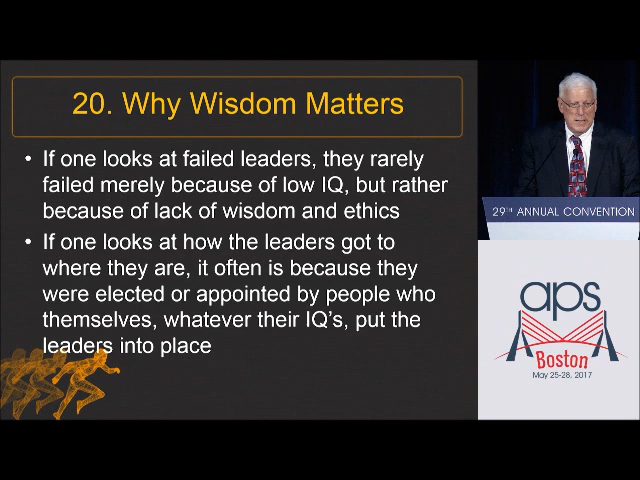 20. Why Wisdom Matters
• If one looks at failed leaders, they rarely
failed merely because of low IQ, but rather
because of lack of wisdom and ethics
• If one looks at how the leaders got to
where they are, it often is because they
were elected or appointed by people who
themselves, whatever their IQ's, put the
leaders into place
29TH ANNUAL CONVENTION
aps
Boston
May 25-28, 2017